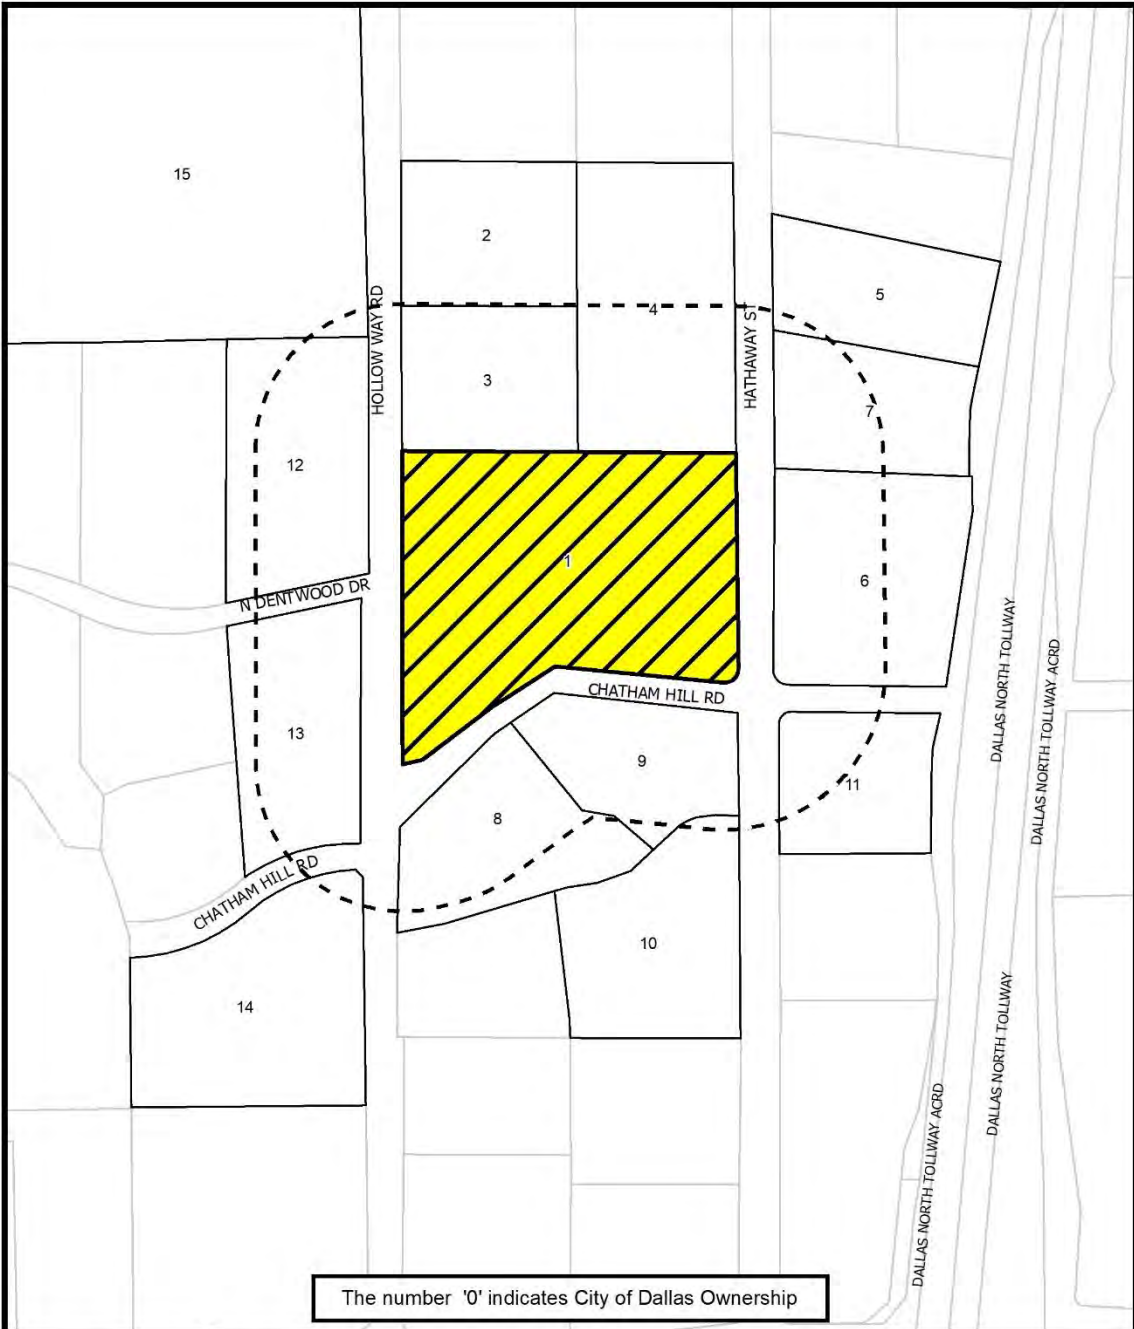 15
2
5
4
HOLLOW WAY RD
HATHAWAY ST
3
7
12
1
6
N DENTWOOD DR
DALLAS NORTH TOLLWAY
DALLAS NORTH TOLLWAY ACRD
CHATHAM HILL RD
13
9
11
8
CHATHAM HILL RD
10
14
DALLAS NORTH TOLLWAY
DALLAS NORTH TOLLWAY ACRD
The number '0' indicates City of Dallas Ownership